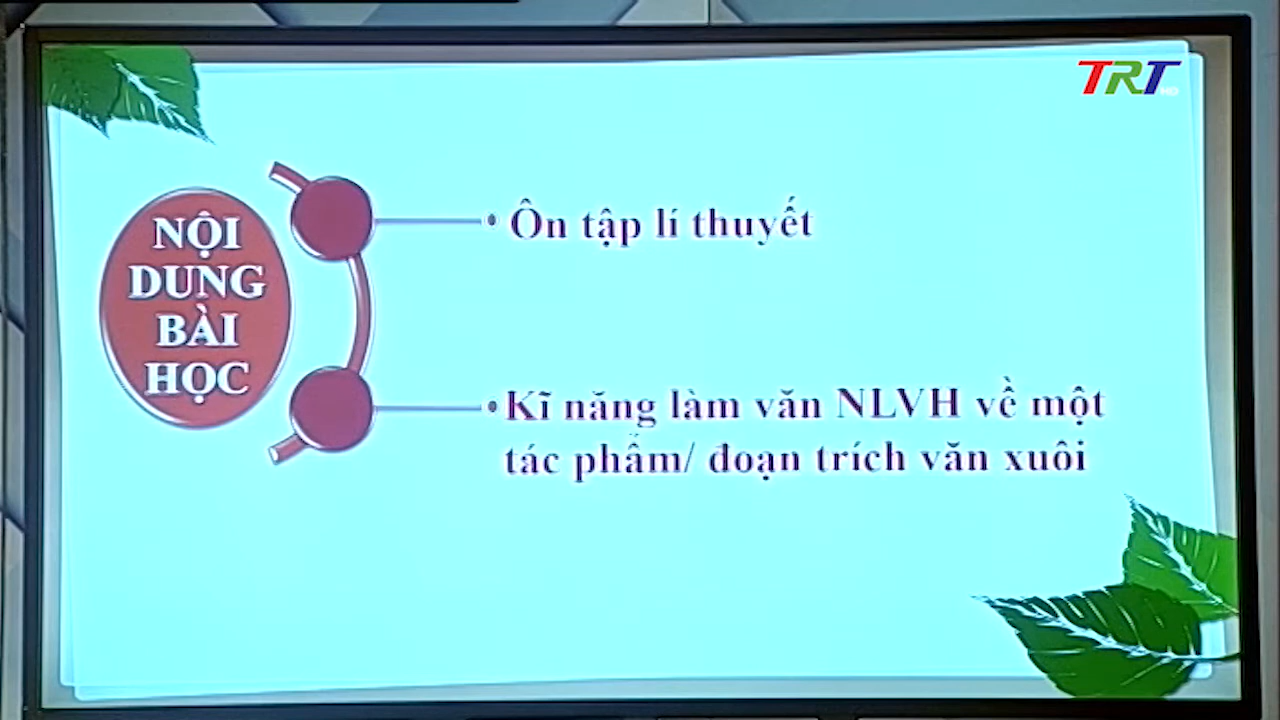 TRT HD
NỘI
DUNG
BÀI
HỌC
• Ôn tập lí thuyết
• Kĩ năng làm văn NLVH về một
tác phẩm/ đoạn trích văn xuôi